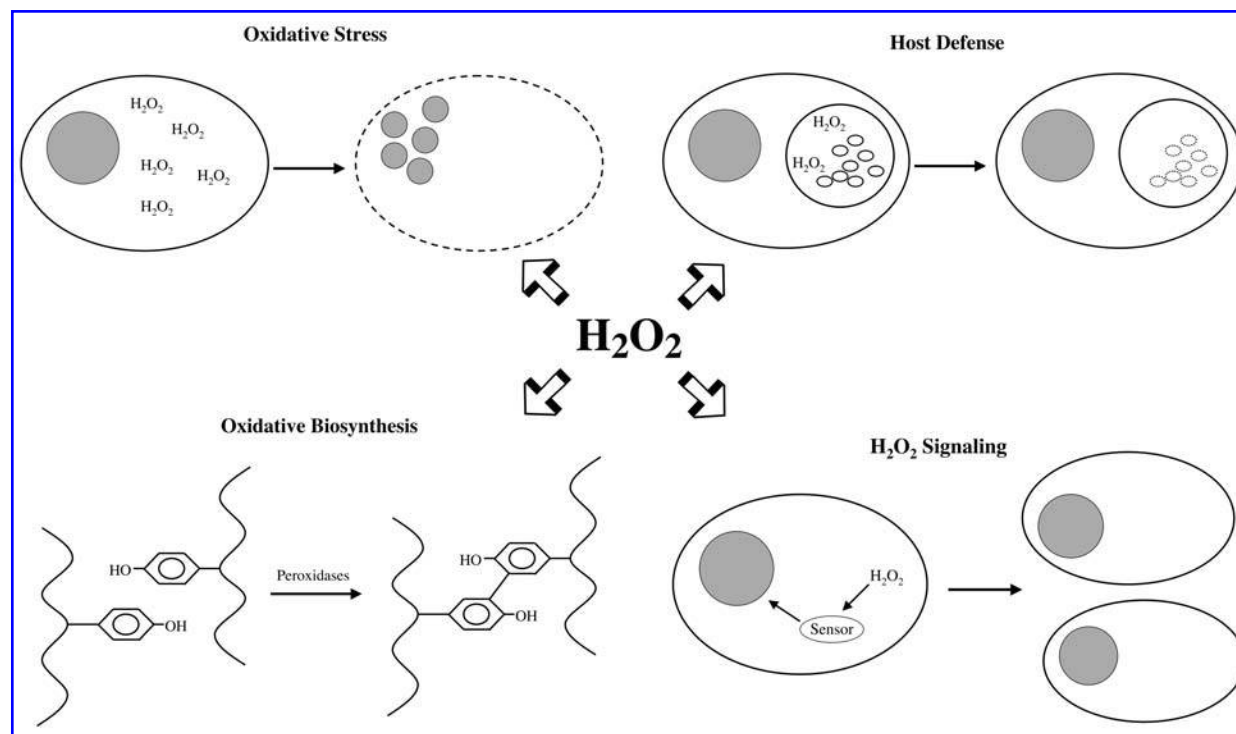 Oxidative Stress
H₂O₂
H₂O₂
H₂O₂
H₂O₂
H₂O₂
Host Defense
H₂O₂
H₂O₂
H₂O₂
Oxidative Biosynthesis
HO
OH
Peroxidases
HO
OH
H₂O₂ Signaling
H₂O₂
Sensor